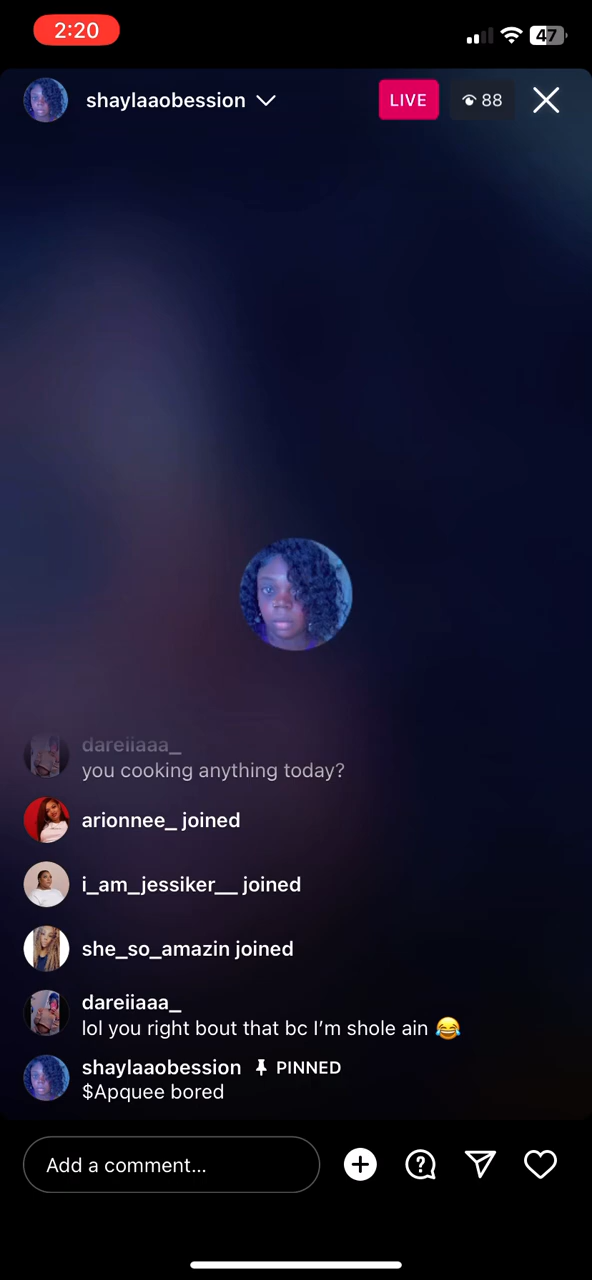 2:20
47
shaylaaobession
LIVE
88
dareiiaaa_
you cooking anything today?
arionnee_ joined
i_am_jessiker__ joined
she_so_amazin joined
dareiiaaa_
lol you right bout that bc I'm shole ain 😂
shaylaaobession PINNED
$Apquee bored
Add a comment...